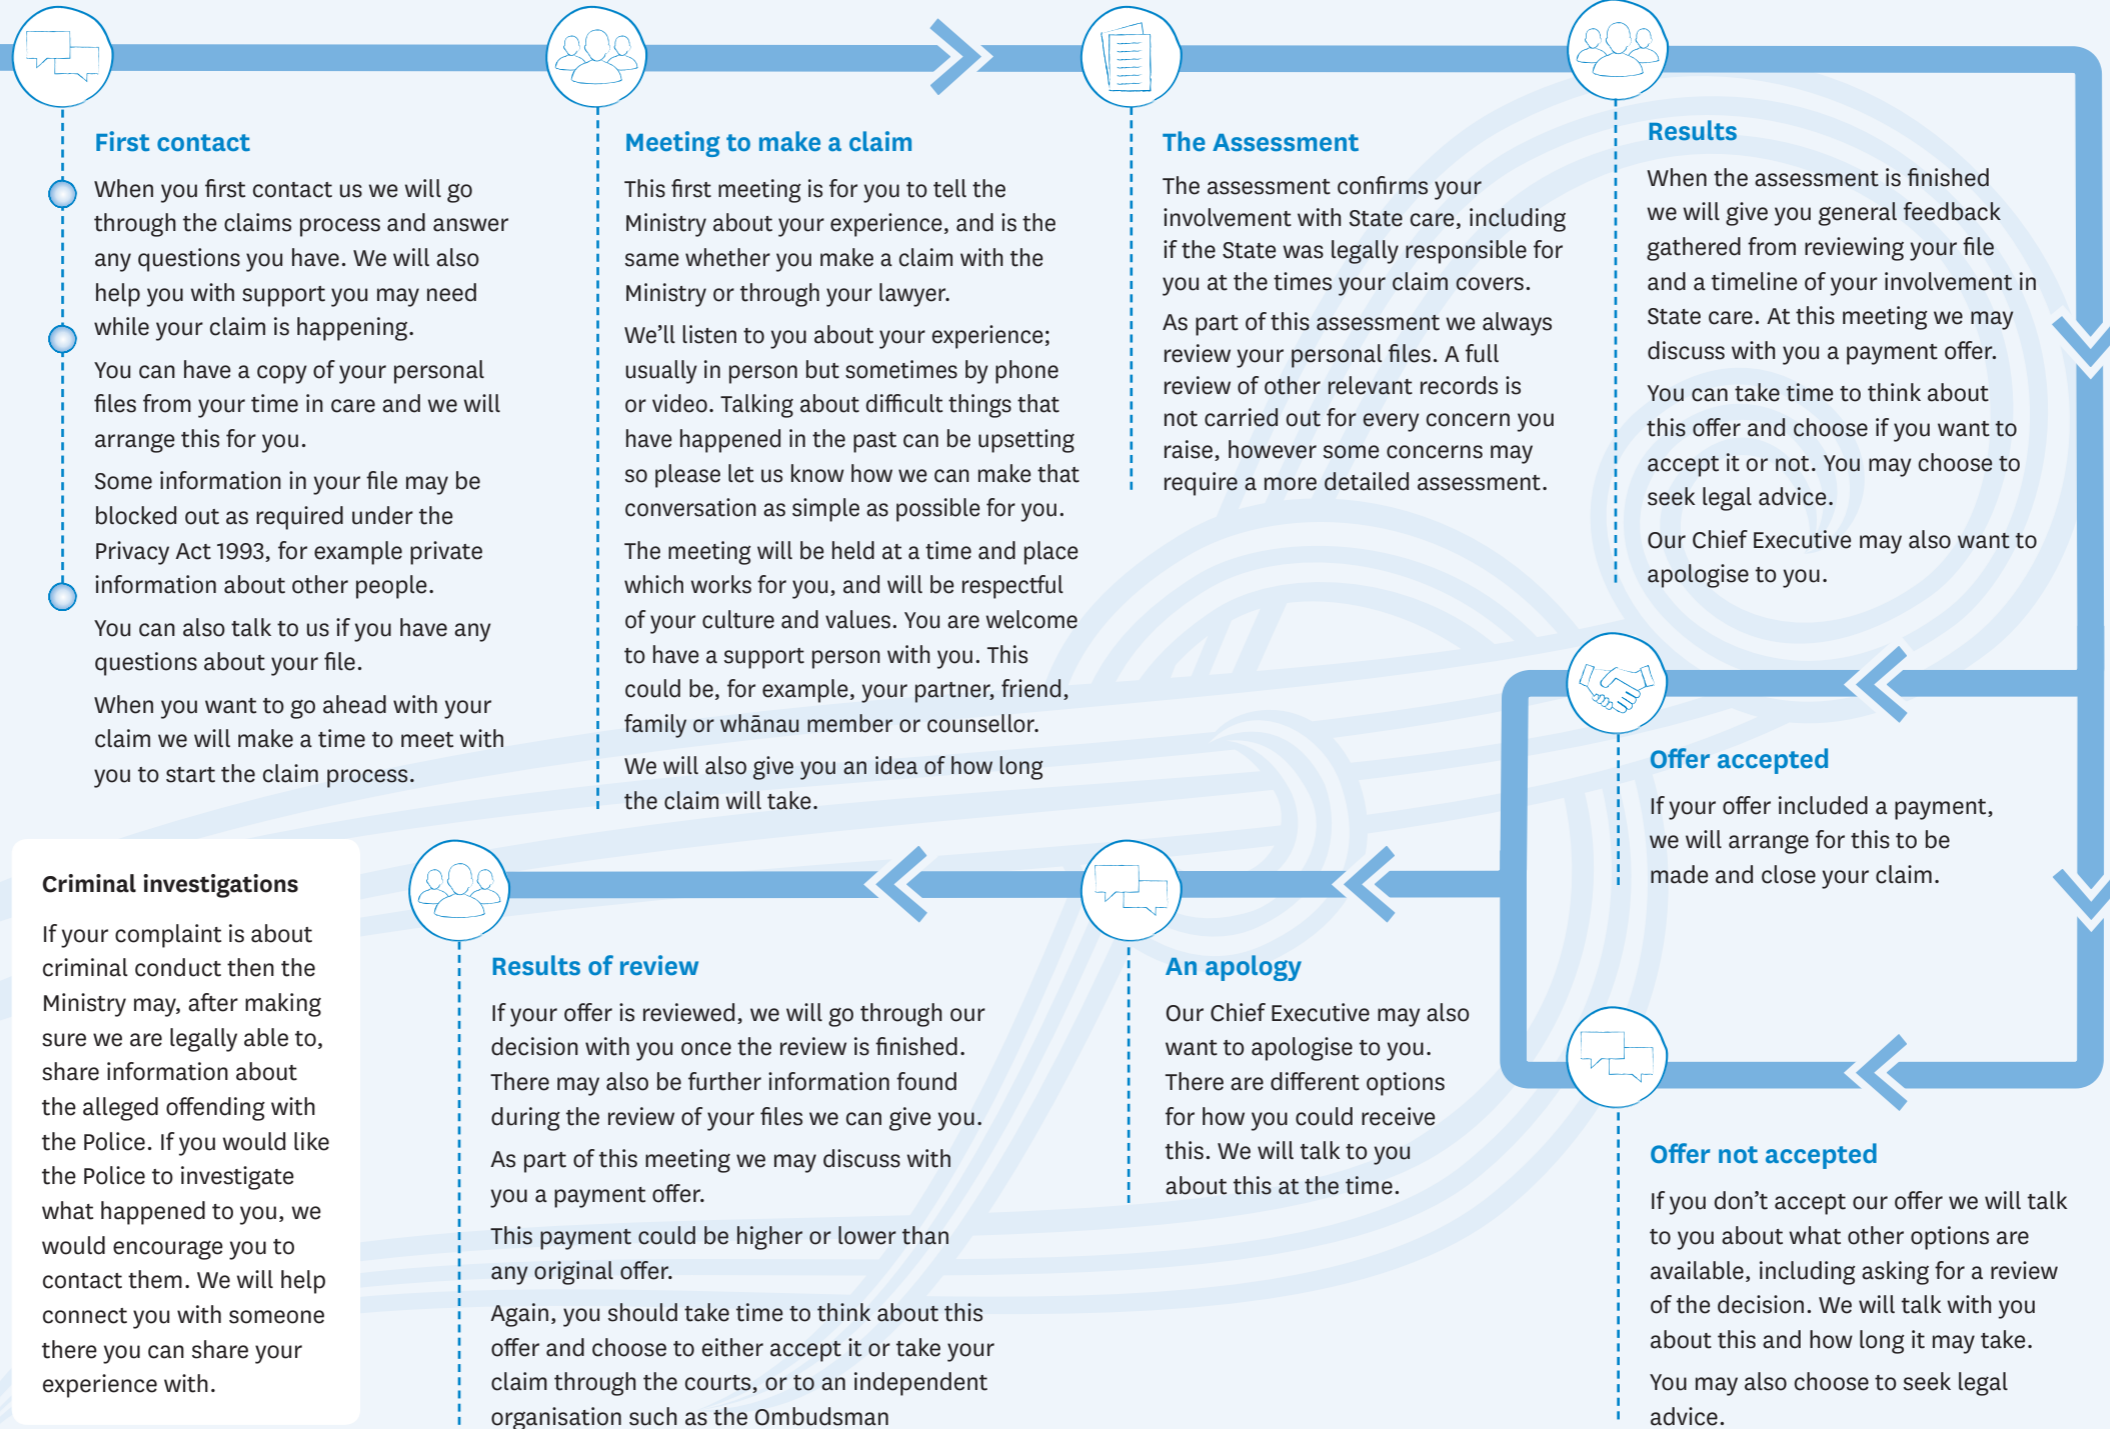 First contact
When you first contact us we will go
through the claims process and answer
any questions you have. We will also
help you with support you may need
while your claim is happening.
You can have a copy of your personal
files from your time in care and we will
arrange this for you.
Some information in your file may be
blocked out as required under the
Privacy Act 1993, for example private
information about other people.
You can also talk to us if you have any
questions about your file.
When you want to go ahead with your
claim we will make a time to meet with
you to start the claim process.
Meeting to make a claim
This first meeting is for you to tell the
Ministry about your experience, and is the
same whether you make a claim with the
Ministry or through your lawyer.
We'll listen to you about your experience;
usually in person but sometimes by phone
or video. Talking about difficult things that
have happened in the past can be upsetting
so please let us know how we can make that
conversation as simple as possible for you.
The meeting will be held at a time and place
which works for you, and will be respectful
of your culture and values. You are welcome
to have a support person with you. This
could be, for example, your partner, friend,
family or whānau member or counsellor.
We will also give you an idea of how long
the claim will take.
The Assessment
The assessment confirms your
involvement with State care, including
if the State was legally responsible for
you at the times your claim covers.
As part of this assessment we always
review your personal files. A full
review of other relevant records is
not carried out for every concern you
raise, however some concerns may
require a more detailed assessment.
Results
When the assessment is finished
we will give you general feedback
gathered from reviewing your file
and a timeline of your involvement in
State care. At this meeting we may
discuss with you a payment offer.
You can take time to think about
this offer and choose if you want to
accept it or not. You may choose to
seek legal advice.
Our Chief Executive may also want to
apologise to you.
Offer accepted
If your offer included a payment,
we will arrange for this to be
made and close your claim.
Offer not accepted
If you don't accept our offer we will talk
to you about what other options are
available, including asking for a review
of the decision. We will talk with you
about this and how long it may take.
You may also choose to seek legal
advice.
An apology
Our Chief Executive may also
want to apologise to you.
There are different options
for how you could receive
this. We will talk to you
about this at the time.
Results of review
If your offer is reviewed, we will go through our
decision with you once the review is finished.
There may also be further information found
during the review of your files we can give you.
As part of this meeting we may discuss with
you a payment offer.
This payment could be higher or lower than
any original offer.
Again, you should take time to think about this
offer and choose to either accept it or take your
claim through the courts, or to an independent
organisation such as the Ombudsman
Criminal investigations
If your complaint is about
criminal conduct then the
Ministry may, after making
sure we are legally able to,
share information about
the alleged offending with
the Police. If you would like
the Police to investigate
what happened to you, we
would encourage you to
contact them. We will help
connect you with someone
there you can share your
experience with.